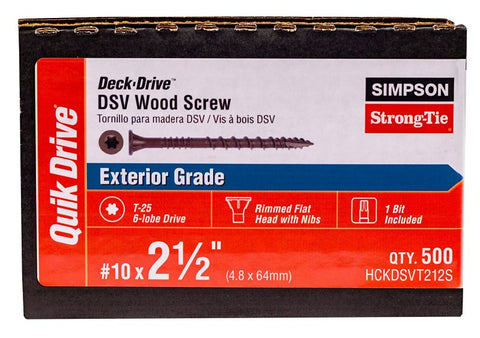 Quik Drive®
Deck-Drive™
DSV Wood Screw
Tornillo para madera DSV / Vis à bois DSV
SIMPSON
Strong-Tie
®
Exterior Grade
T-25
6-lobe Drive
Rimmed Flat
Head with Nibs
1 Bit
Included
#10 x 2½"
(4.8 x 64mm)
QTY. 500
HCKDSVT212S